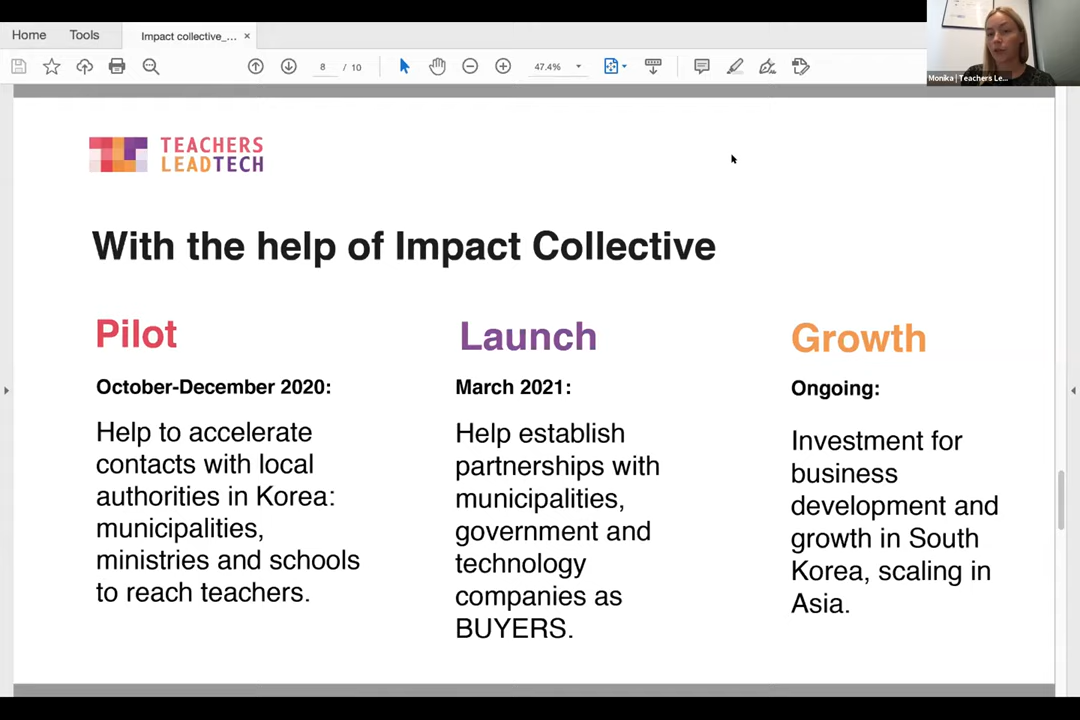 Home Tools Impact collective_... ×
8 / 10 47.4%
Monika | Teachers Le...
TEACHERS
LEADTECH
With the help of Impact Collective
Pilot
October-December 2020:
Help to accelerate
contacts with local
authorities in Korea:
municipalities,
ministries and schools
to reach teachers.
Launch
March 2021:
Help establish
partnerships with
municipalities,
government and
technology
companies as
BUYERS.
Growth
Ongoing:
Investment for
business
development and
growth in South
Korea, scaling in
Asia.